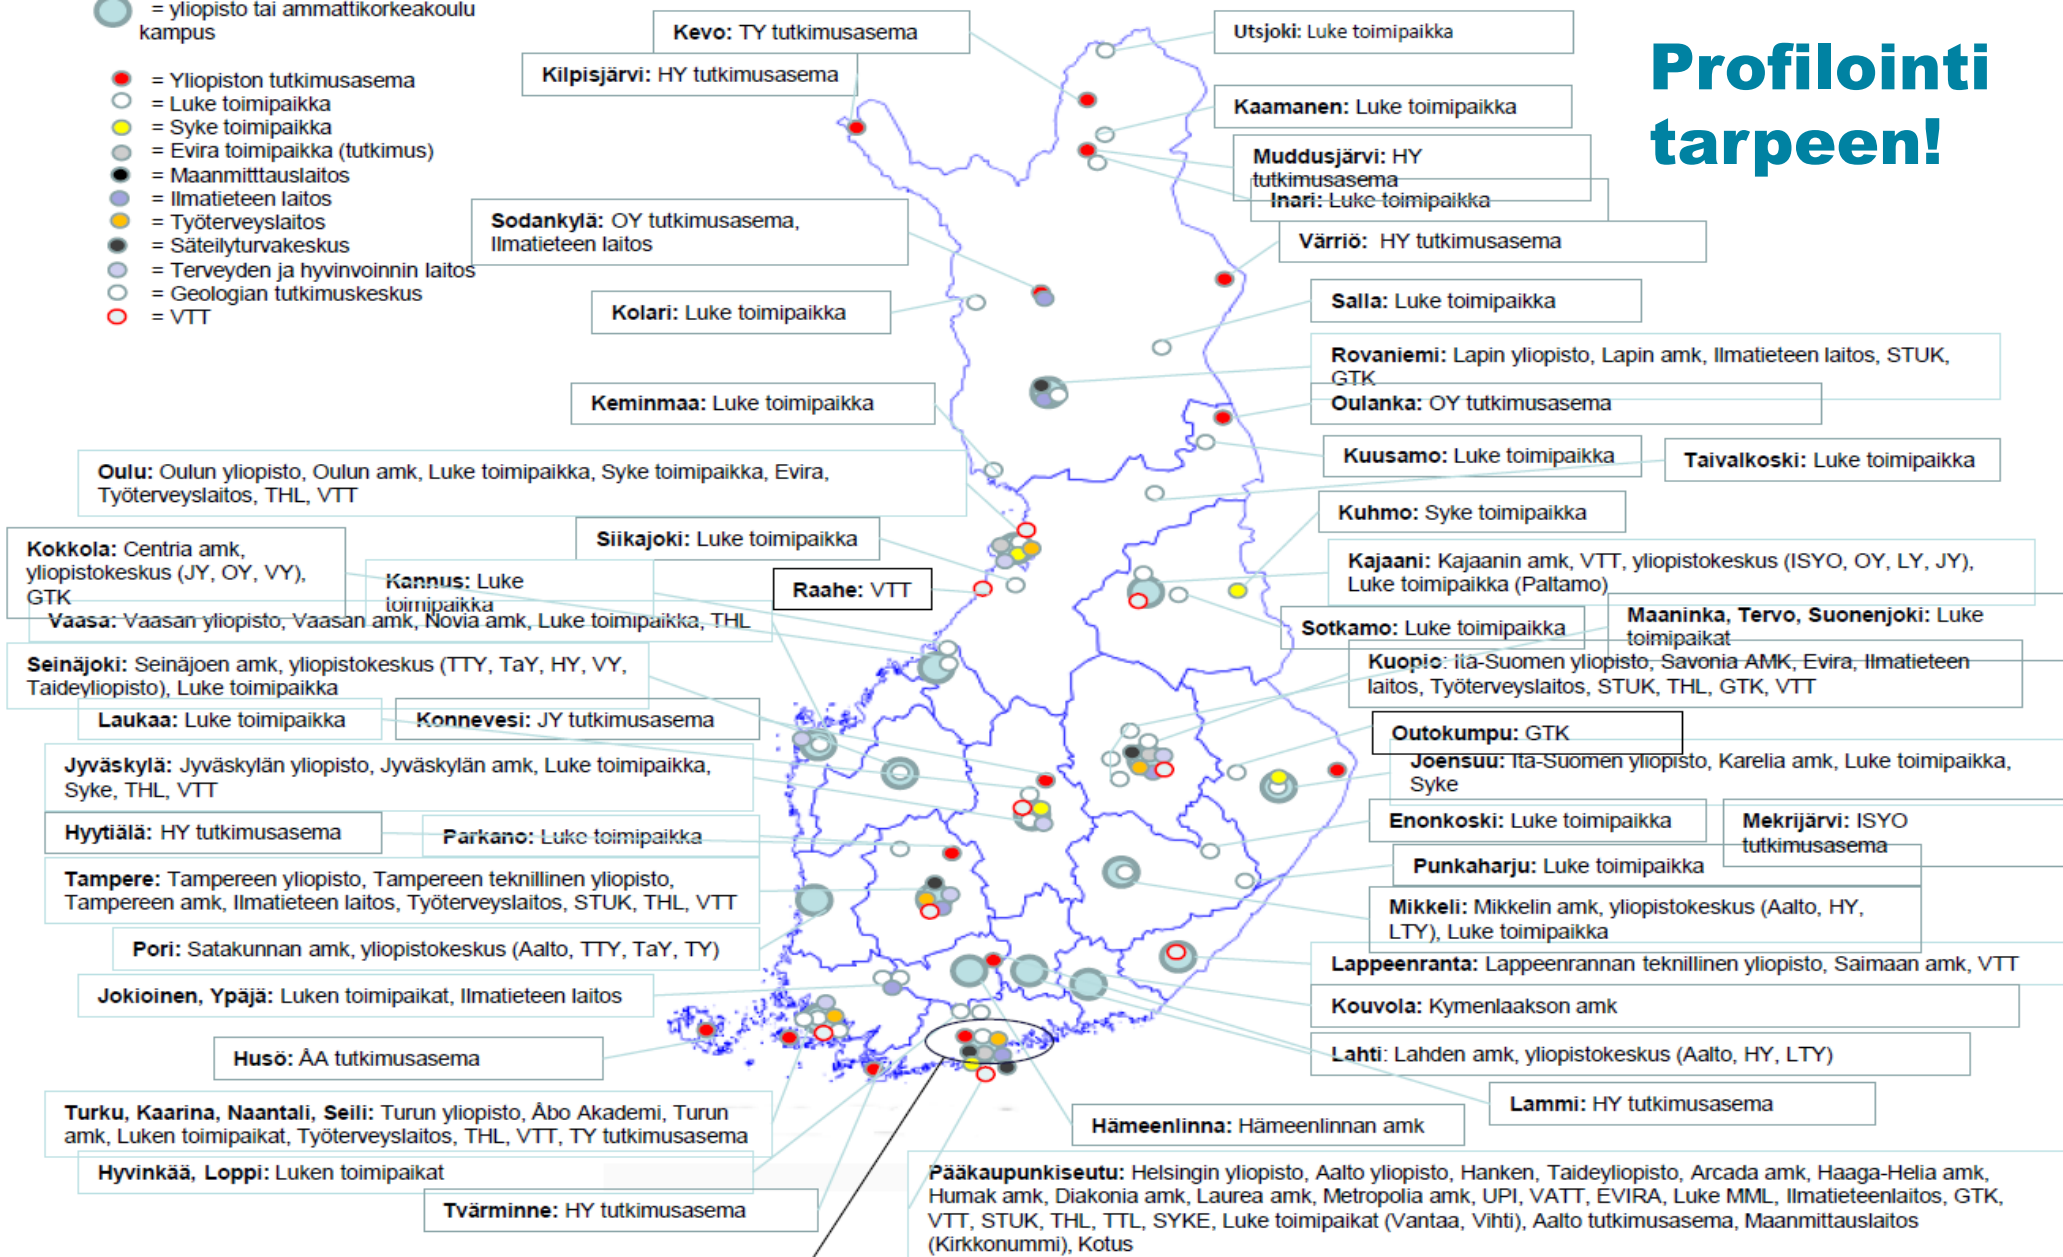 = yliopisto tai ammattikorkeakoulu
kampus
= Yliopiston tutkimusasema
= Luke toimipaikka
= Syke toimipaikka
= Evira toimipaikka (tutkimus)
= Maanmitttauslaitos
= Ilmatieteen laitos
= Työterveyslaitos
= Säteilyturvakeskus
= Terveyden ja hyvinvoinnin laitos
= Geologian tutkimuskeskus
= VTT
Profilointi
tarpeen!
Kevo: TY tutkimusasema
Kilpisjärvi: HY tutkimusasema
Utsjoki: Luke toimipaikka
Kaamanen: Luke toimipaikka
Muddusjärvi: HY
tutkimusasema
Inari: Luke toimipaikka
Värriö: HY tutkimusasema
Sodankylä: OY tutkimusasema,
Ilmatieteen laitos
Kolari: Luke toimipaikka
Salla: Luke toimipaikka
Rovaniemi: Lapin yliopisto, Lapin amk, Ilmatieteen laitos, STUK,
GTK
Keminmaa: Luke toimipaikka
Oulanka: OY tutkimusasema
Kuusamo: Luke toimipaikka
Taivalkoski: Luke toimipaikka
Oulu: Oulun yliopisto, Oulun amk, Luke toimipaikka, Syke toimipaikka, Evira,
Työterveyslaitos, THL, VTT
Kuhmo: Syke toimipaikka
Siikajoki: Luke toimipaikka
Kokkola: Centria amk,
yliopistokeskus (JY, OY, VY),
GTK
Kannus: Luke
toimipaikka
Raahe: VTT
Kajaani: Kajaanin amk, VTT, yliopistokeskus (ISYO, OY, LY, JY),
Luke toimipaikka (Paltamo)
Vaasa: Vaasan yliopisto, Vaasan amk, Novia amk, Luke toimipaikka, THL
Sotkamo: Luke toimipaikka
Maaninka, Tervo, Suonenjoki: Luke
toimipaikat
Seinäjoki: Seinäjoen amk, yliopistokeskus (TTY, TaY, HY, VY,
Taideyliopisto), Luke toimipaikka
Kuopio: Itä-Suomen yliopisto, Savonia AMK, Evira, Ilmatieteen
laitos, Työterveyslaitos, STUK, THL, GTK, VTT
Laukaa: Luke toimipaikka
Konnevesi: JY tutkimusasema
Outokumpu: GTK
Jyväskylä: Jyväskylän yliopisto, Jyväskylän amk, Luke toimipaikka,
Syke, THL, VTT
Joensuu: Itä-Suomen yliopisto, Karelia amk, Luke toimipaikka,
Syke
Hyytiälä: HY tutkimusasema
Parkano: Luke toimipaikka
Enonkoski: Luke toimipaikka
Mekrijärvi: ISYO
tutkimusasema
Punkaharju: Luke toimipaikka
Tampere: Tampereen yliopisto, Tampereen teknillinen yliopisto,
Tampereen amk, Ilmatieteen laitos, Työterveyslaitos, STUK, THL, VTT
Mikkeli: Mikkelin amk, yliopistokeskus (Aalto, HY,
LTY), Luke toimipaikka
Pori: Satakunnan amk, yliopistokeskus (Aalto, TTY, TaY, TY)
Lappeenranta: Lappeenrannan teknillinen yliopisto, Saimaan amk, VTT
Jokioinen, Ypäjä: Luken toimipaikat, Ilmatieteen laitos
Kouvola: Kymenlaakson amk
Husö: ÅA tutkimusasema
Lahti: Lahden amk, yliopistokeskus (Aalto, HY, LTY)
Lammi: HY tutkimusasema
Turku, Kaarina, Naantali, Seili: Turun yliopisto, Åbo Akademi, Turun
amk, Luken toimipaikat, Työterveyslaitos, THL, VTT, TY tutkimusasema
Hämeenlinna: Hämeenlinnan amk
Hyvinkää, Loppi: Luken toimipaikat
Tvärminne: HY tutkimusasema
Pääkaupunkiseutu: Helsingin yliopisto, Aalto yliopisto, Hanken, Taideyliopisto, Arcada amk, Haaga-Helia amk,
Humak amk, Diakonia amk, Laurea amk, Metropolia amk, UPI, VATT, EVIRA, Luke MML, Ilmatieteenlaitos, GTK,
VTT, STUK, THL, TTL, SYKE, Luke toimipaikat (Vantaa, Vihti), Aalto tutkimusasema, Maanmittauslaitos
(Kirkkonummi), Kotus